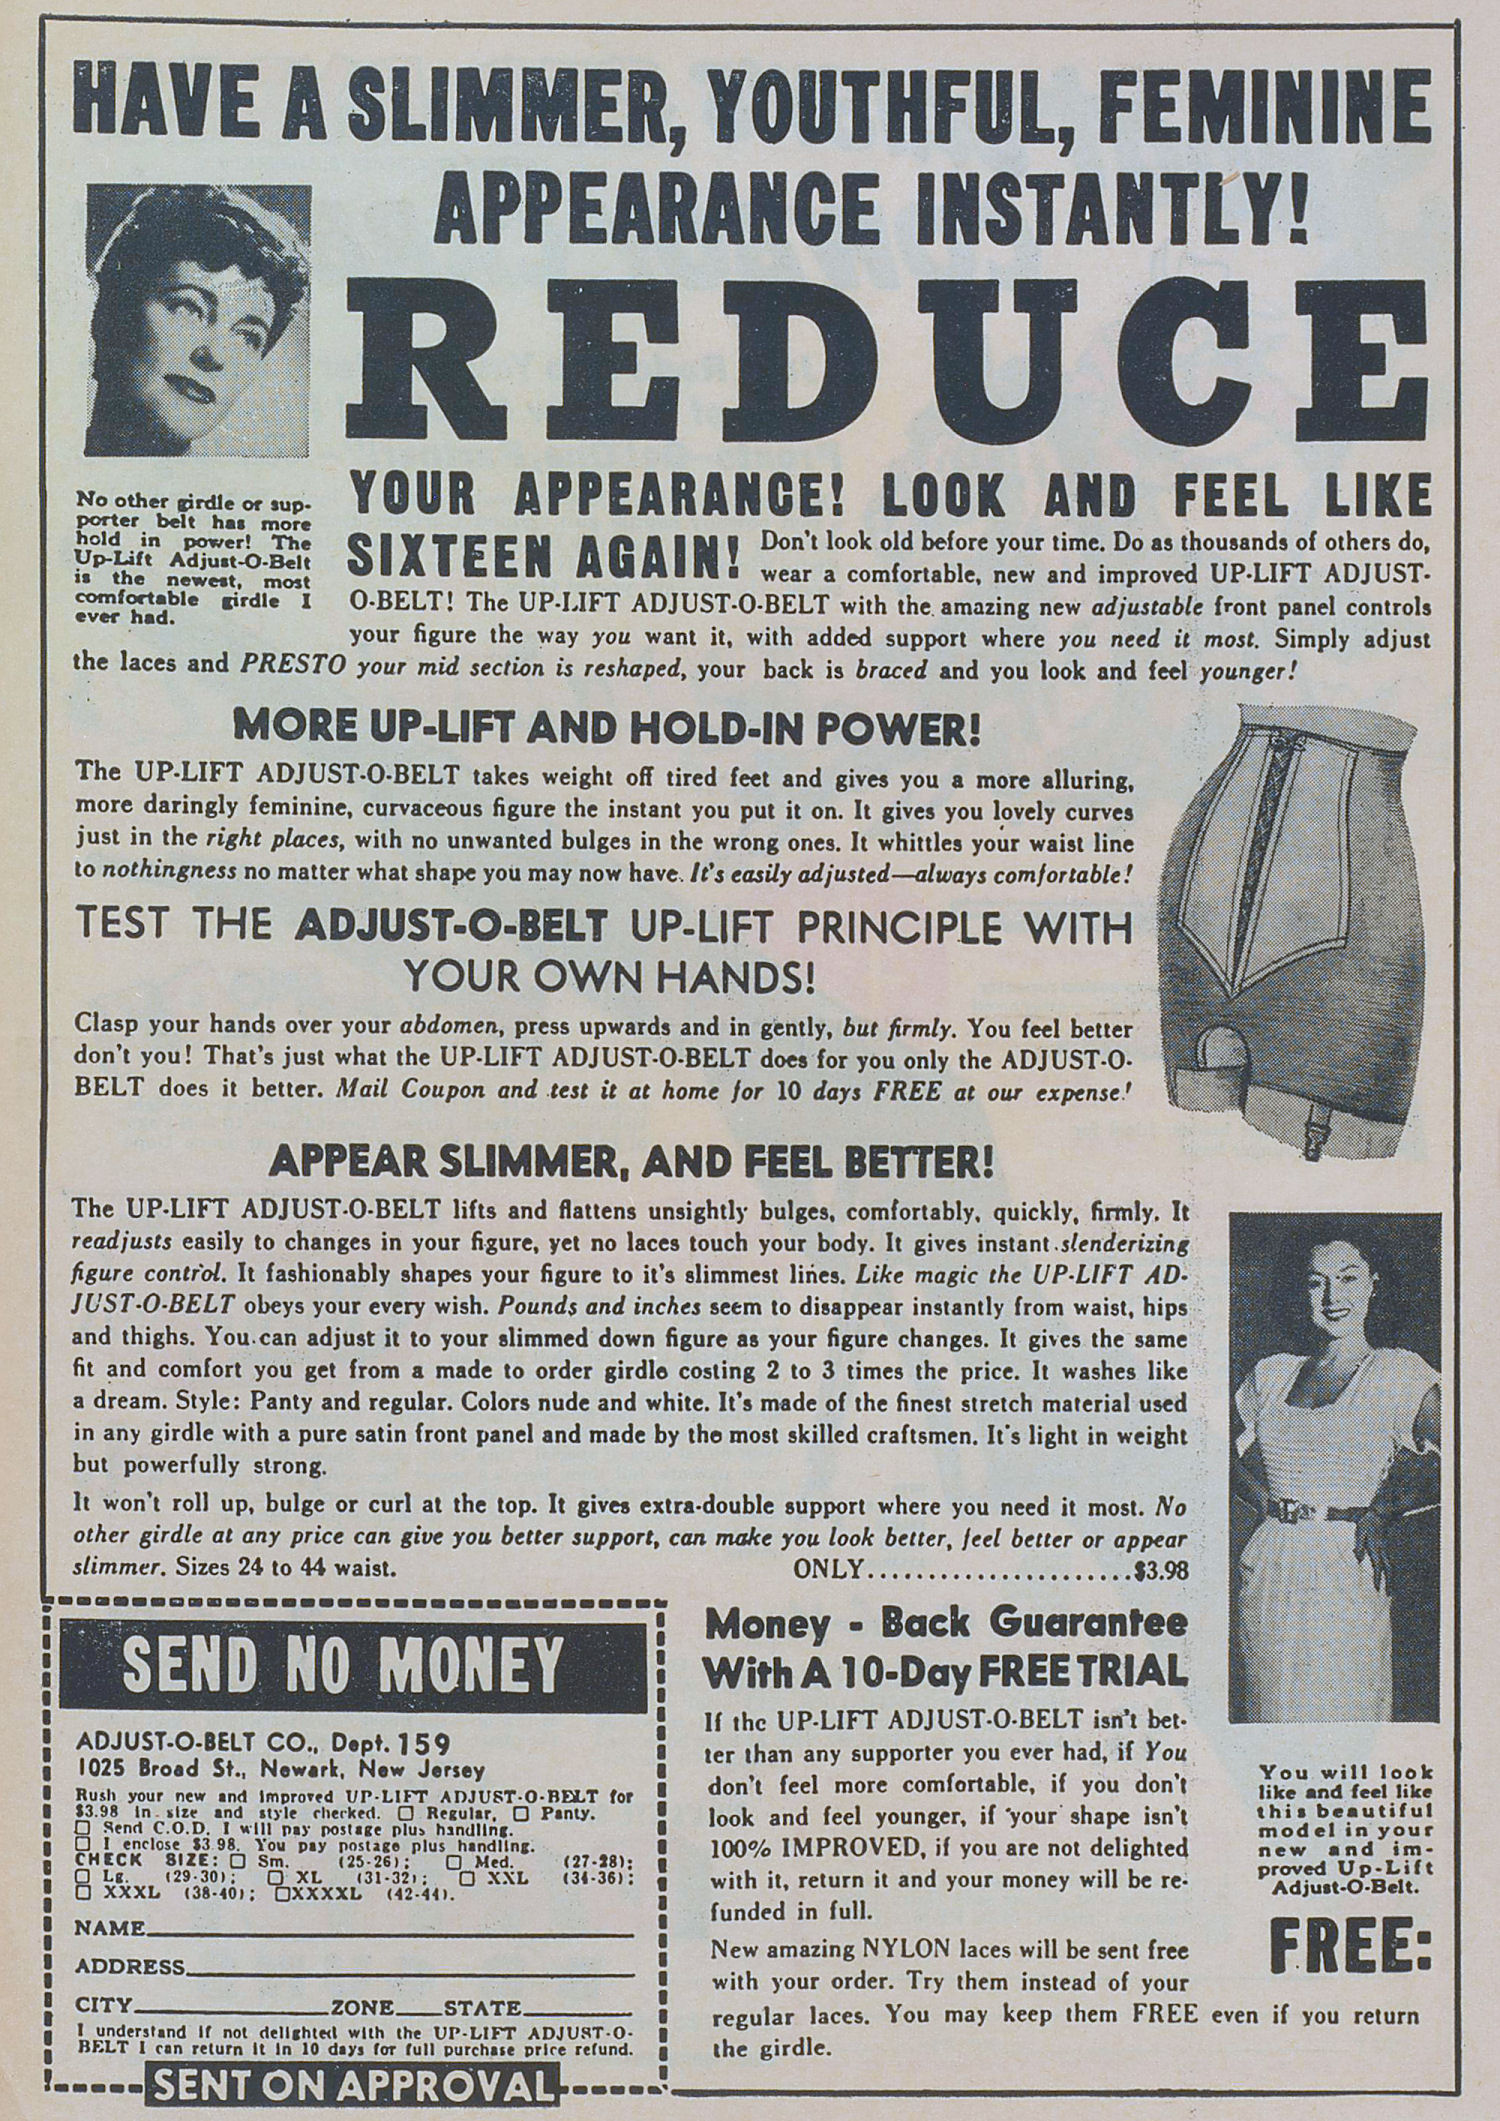 HAVE A SLIMMER, YOUTHFUL, FEMININE
APPEARANCE INSTANTLY!
REDUCE
YOUR APPEARANCE! LOOK AND FEEL LIKE
SIXTEEN AGAIN!
No other girdle or sup-
porter belt has more
hold in power! The
Up-Lift Adjust-O-Belt
is the newest, most
comfortable girdle I
ever had.
Don't look old before your time. Do as thousands of others do,
wear a comfortable, new and improved UP-LIFT ADJUST-
O-BELT! The UP-LIFT ADJUST-O-BELT with the amazing new adjustable front panel controls
your figure the way you want it, with added support where you need it most. Simply adjust
the laces and PRESTO your mid section is reshaped, your back is braced and you look and feel younger!
MORE UP-LIFT AND HOLD-IN POWER!
The UP-LIFT ADJUST-O-BELT takes weight off tired feet and gives you a more alluring,
more daringly feminine, curvaceous figure the instant you put it on. It gives you lovely curves
just in the right places, with no unwanted bulges in the wrong ones. It whittles your waist line
to nothingness no matter what shape you may now have. It's easily adjusted—always comfortable!
TEST THE ADJUST-O-BELT UP-LIFT PRINCIPLE WITH
YOUR OWN HANDS!
Clasp your hands over your abdomen, press upwards and in gently, but firmly. You feel better
don't you! That's just what the UP-LIFT ADJUST-O-BELT does for you only the ADJUST-O-
BELT does it better. Mail Coupon and test it at home for 10 days FREE at our expense!
APPEAR SLIMMER, AND FEEL BETTER!
The UP-LIFT ADJUST-O-BELT lifts and flattens unsightly bulges, comfortably, quickly, firmly. It
readjusts easily to changes in your figure, yet no laces touch your body. It gives instant slenderizing
figure control. It fashionably shapes your figure to it's slimmest lines. Like magic the UP-LIFT AD-
JUST-O-BELT obeys your every wish. Pounds and inches seem to disappear instantly from waist, hips
and thighs. You can adjust it to your slimmed down figure as your figure changes. It gives the same
fit and comfort you get from a made to order girdle costing 2 to 3 times the price. It washes like
a dream. Style: Panty and regular. Colors nude and white. It's made of the finest stretch material used
in any girdle with a pure satin front panel and made by the most skilled craftsmen. It's light in weight
but powerfully strong.
It won't roll up, bulge or curl at the top. It gives extra-double support where you need it most. No
other girdle at any price can give you better support, can make you look better, feel better or appear
slimmer. Sizes 24 to 44 waist. ONLY......................$3.98
SEND NO MONEY
ADJUST-O-BELT CO., Dept. 159
1025 Broad St., Newark, New Jersey
Rush your new and improved UP-LIFT ADJUST-O-BELT for
$3.98 in size and style checked. ☐ Regular, ☐ Panty.
☐ Send C.O.D. I will pay postage plus handling.
☐ I enclose $3.98. You pay postage plus handling.
CHECK SIZE: ☐ Sm. (25-26); ☐ Med. (27-28);
☐ Lg. (29-30); ☐ XL (31-32); ☐ XXL (34-36);
☐ XXXL (38-40); ☐ XXXXL (42-44).
NAME
ADDRESS
CITY ZONE STATE
I understand if not delighted with the UP-LIFT ADJUST-O-
BELT I can return it in 10 days for full purchase price refund.
SENT ON APPROVAL
Money - Back Guarantee
With A 10-Day FREE TRIAL
If the UP-LIFT ADJUST-O-BELT isn't bet-
ter than any supporter you ever had, if You
don't feel more comfortable, if you don't
look and feel younger, if your shape isn't
100% IMPROVED, if you are not delighted
with it, return it and your money will be re-
funded in full.
You will look
like and feel like
this beautiful
model in your
new and im-
proved Up-Lift
Adjust-O-Belt.
FREE:
New amazing NYLON laces will be sent free
with your order. Try them instead of your
regular laces. You may keep them FREE even if you return
the girdle.